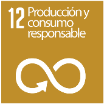 12 Producción y
consumo
responsable